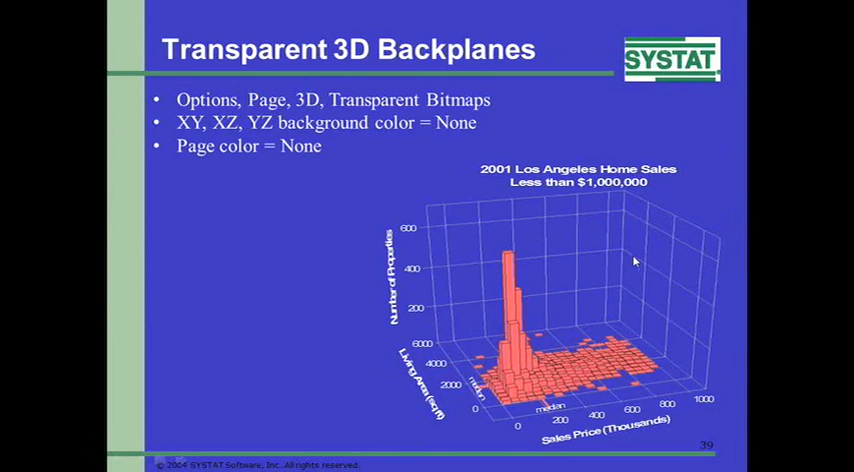 Transparent 3D Backplanes
SYSTAT
• Options, Page, 3D, Transparent Bitmaps
• XY, XZ, YZ background color = None
• Page color = None
2001 Los Angeles Home Sales
Less than $1,000,000
Number of Properties
600
400
200
Living Area (sq ft)
6000
4000
2000
0
median
median
0
200
400
600
800
1000
Sales Price (Thousands)
39
© 2004 SYSTAT Software, Inc. All rights reserved.